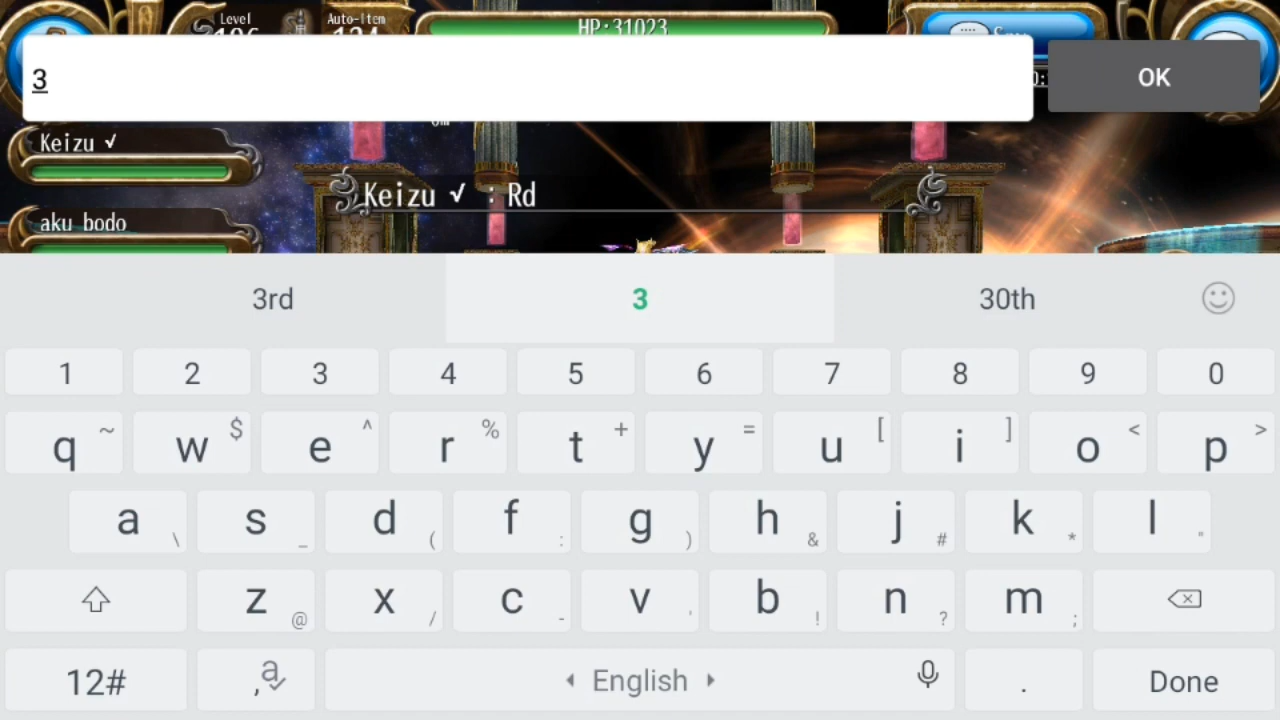 Level
Auto-Item
HP:31023
3
OK
Keizu √
Keizu √ : Rd
aku bodo
3rd
3
30th
1 2 3 4 5 6 7 8 9 0
q ~ w $ e ^ r % t + y = u [ i ] o < p >
a \ s _ d ( f : g ) h & j # k * l "
z @ x / c - v ' b ! n ? m ;
12#
, a
English
.
Done